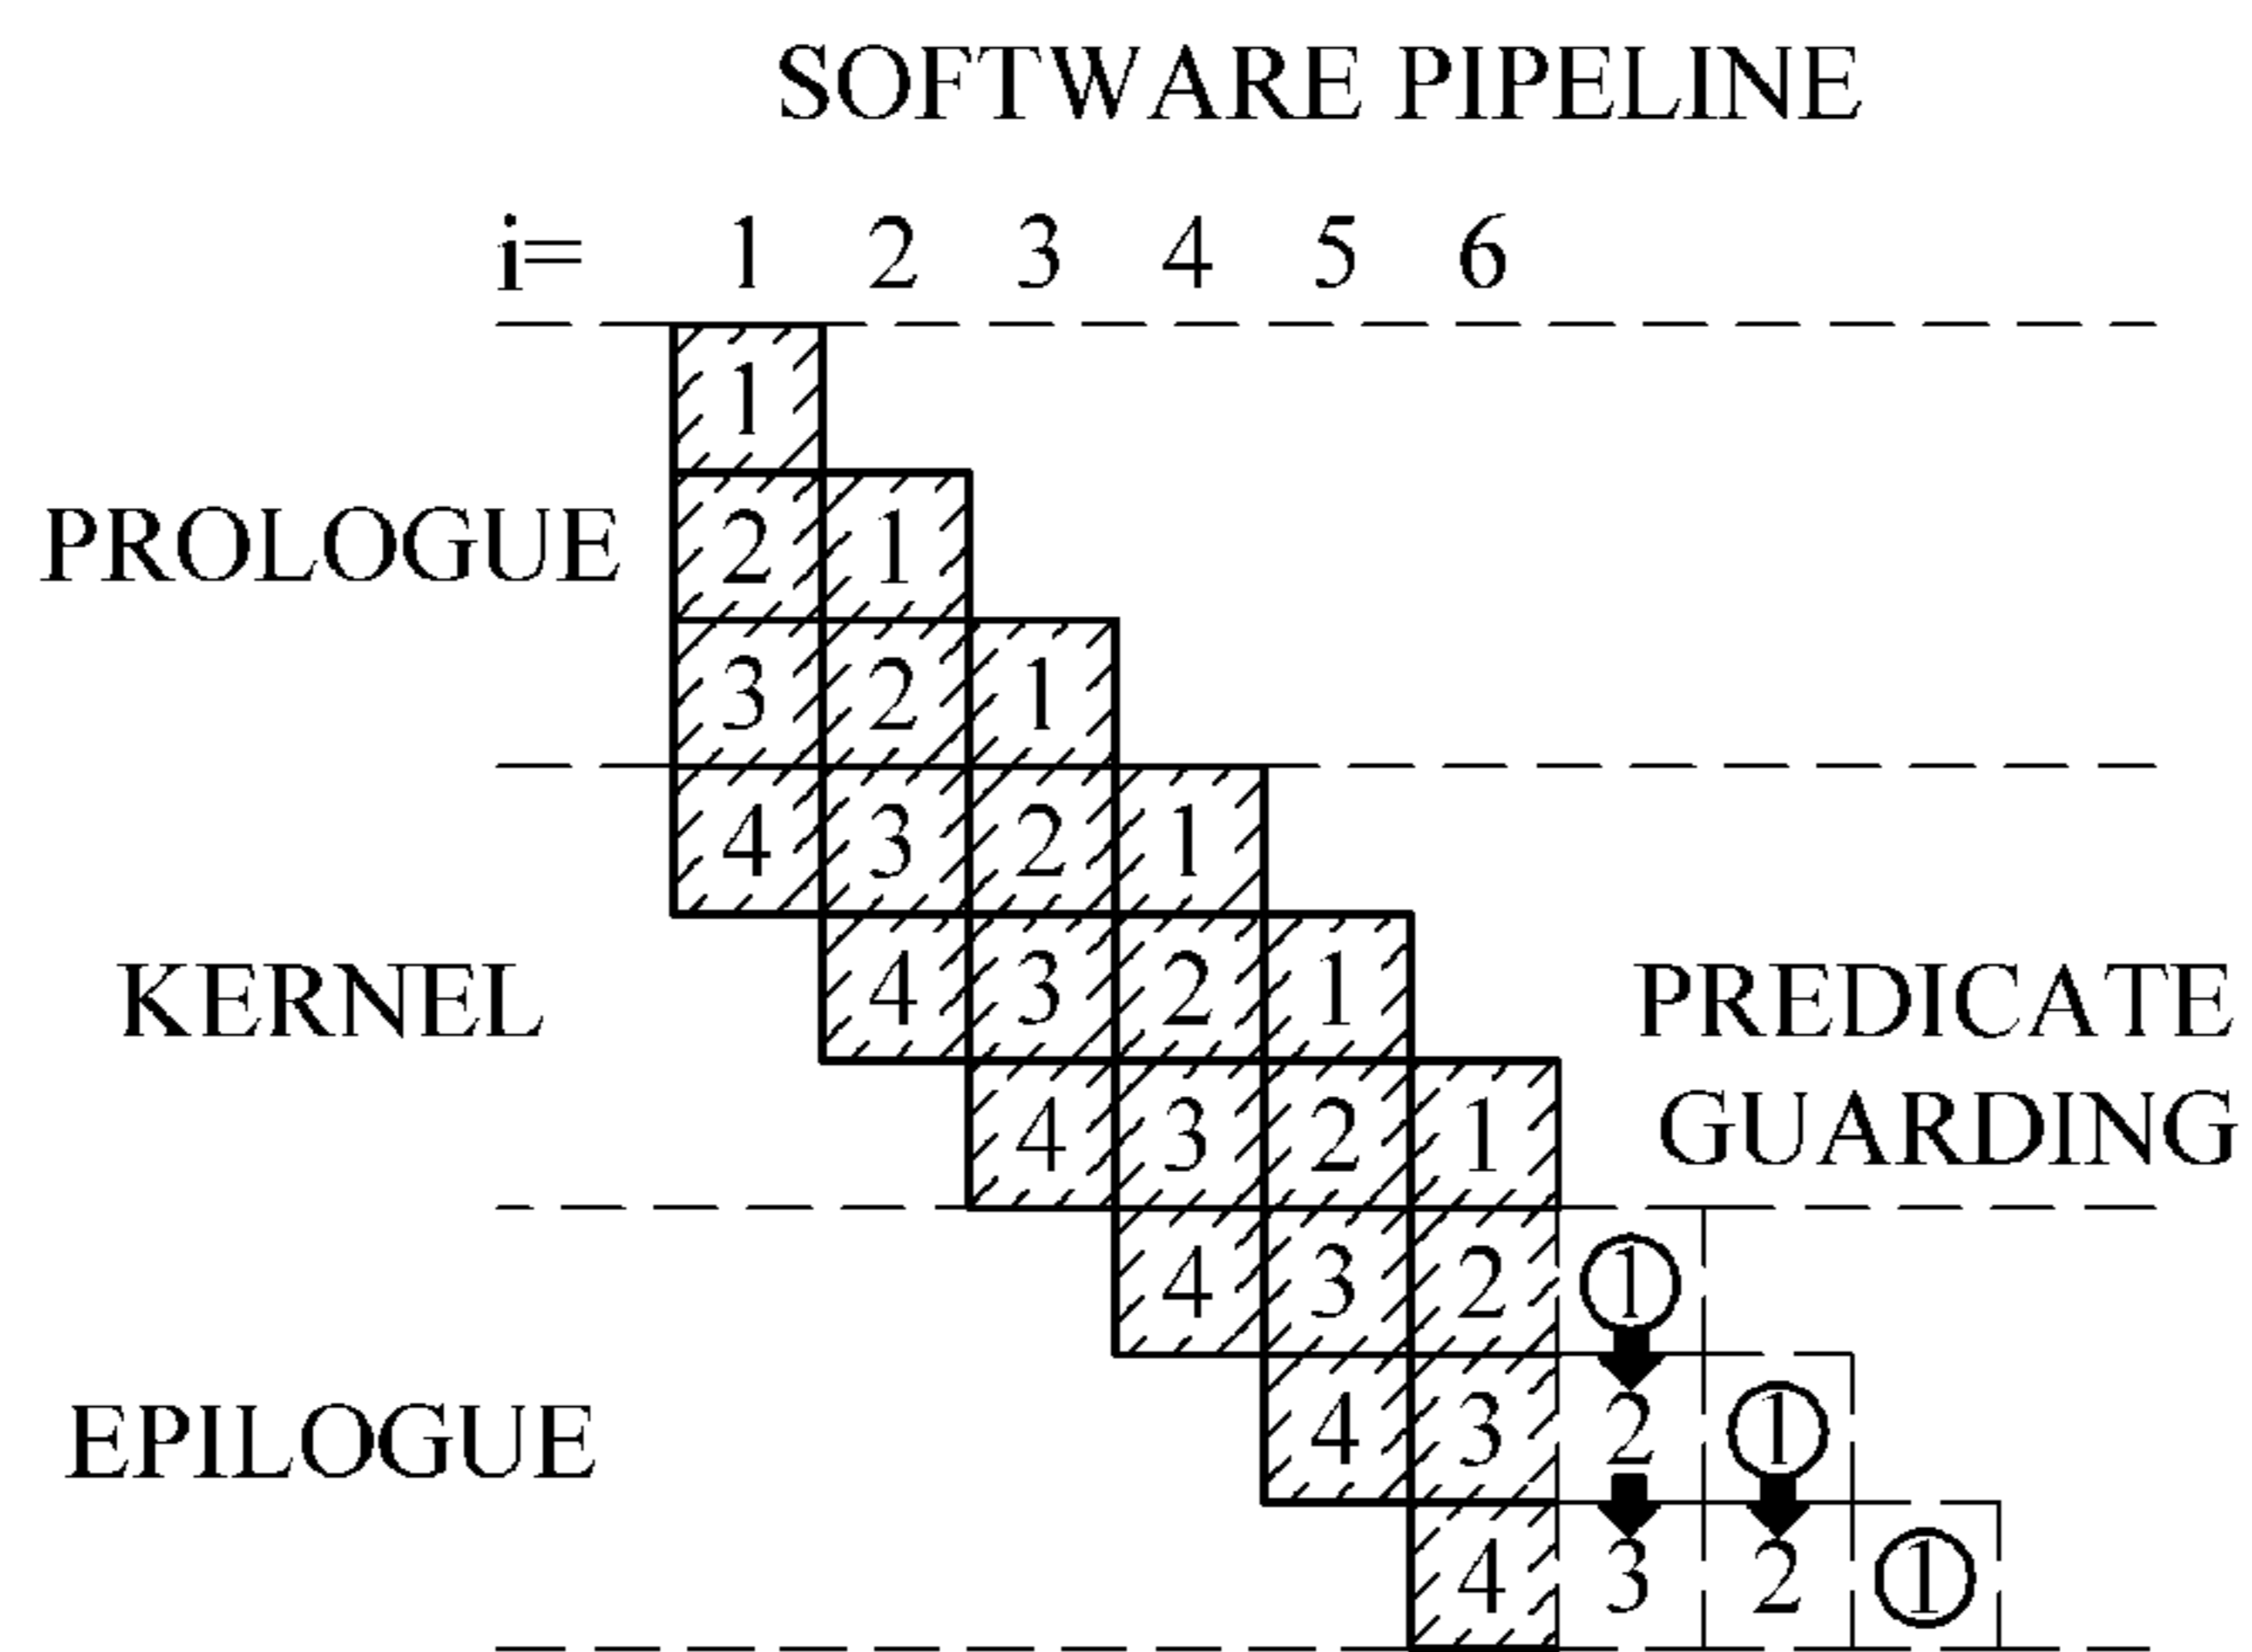 SOFTWARE PIPELINE
i= 1 2 3 4 5 6
1
PROLOGUE 2 1
3 2 1
4 3 2 1
KERNEL 4 3 2 1 PREDICATE
4 3 2 1 GUARDING
4 3 2 1
EPILOGUE 4 3 2 1
4 3 2 1